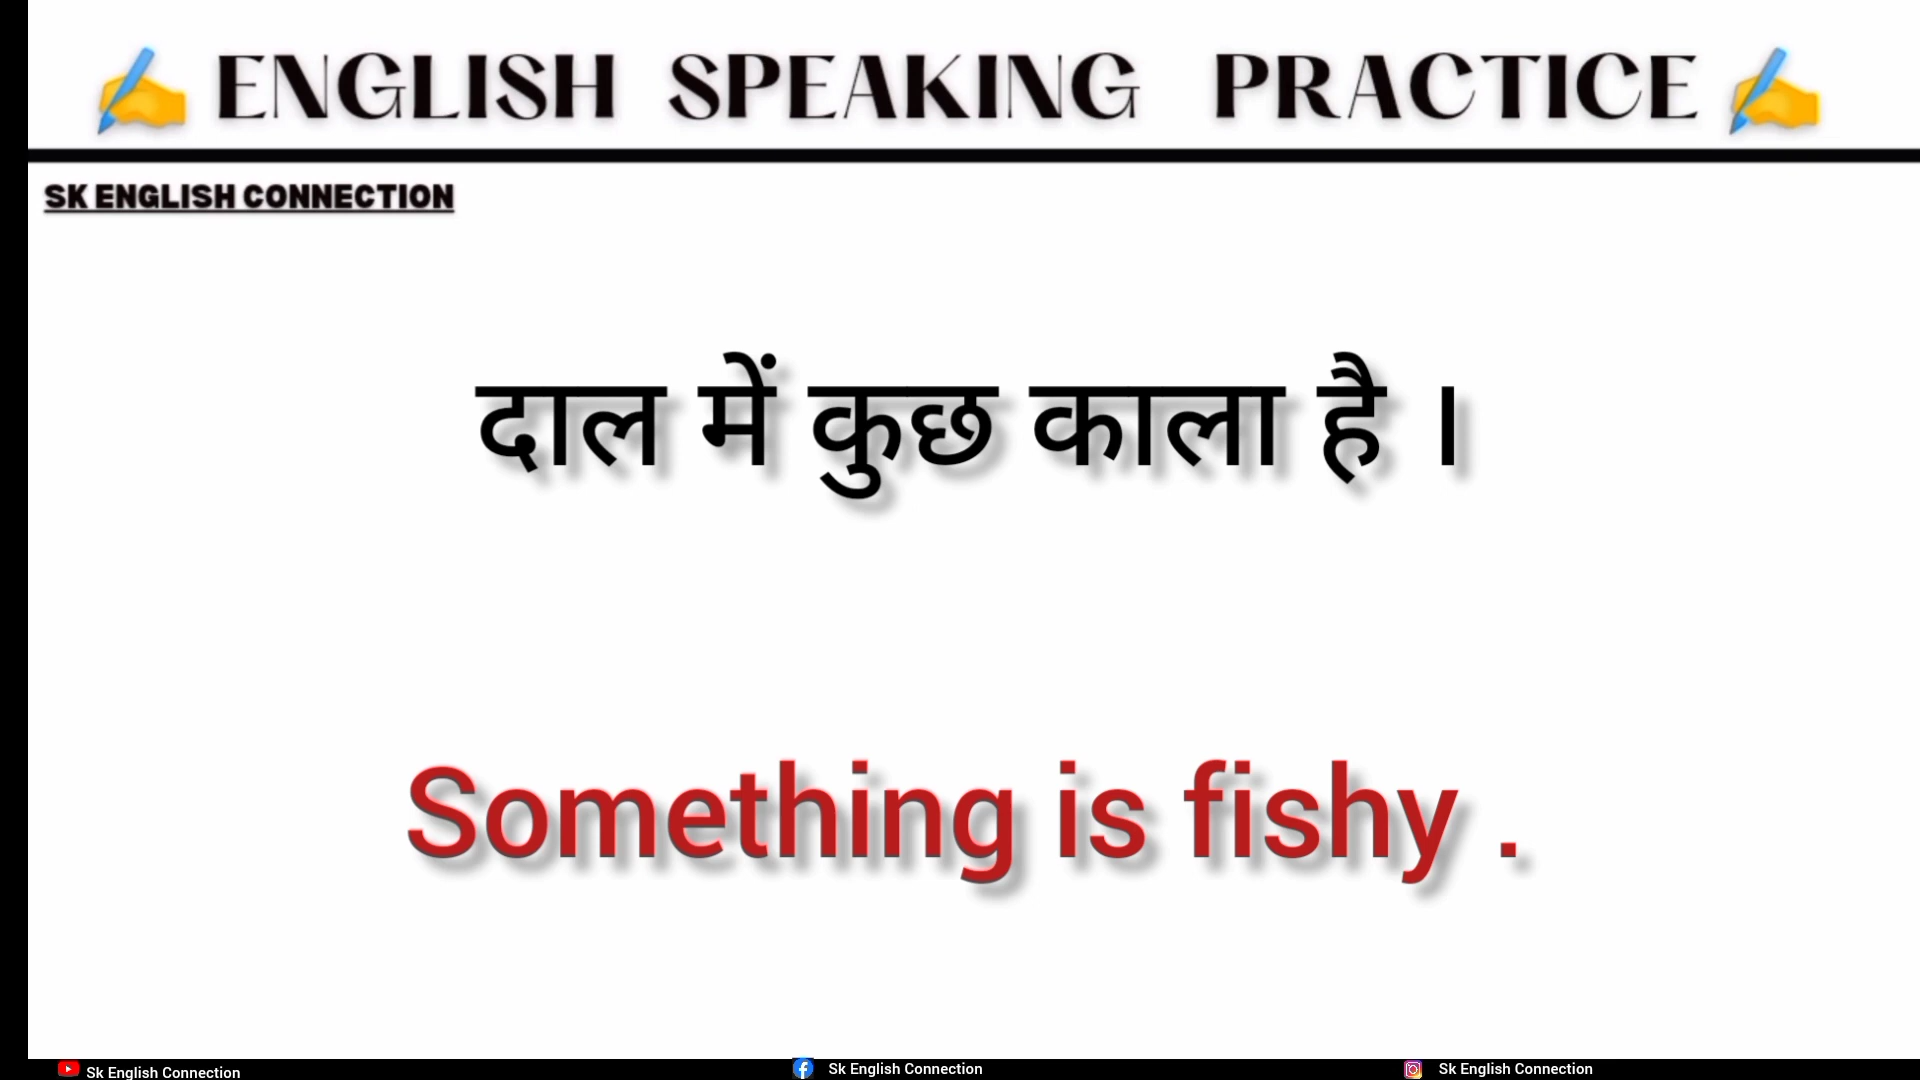 ✍️ ENGLISH SPEAKING PRACTICE ✍️
SK ENGLISH CONNECTION
दाल में कुछ काला है ।
Something is fishy .
Sk English Connection Sk English Connection Sk English Connection